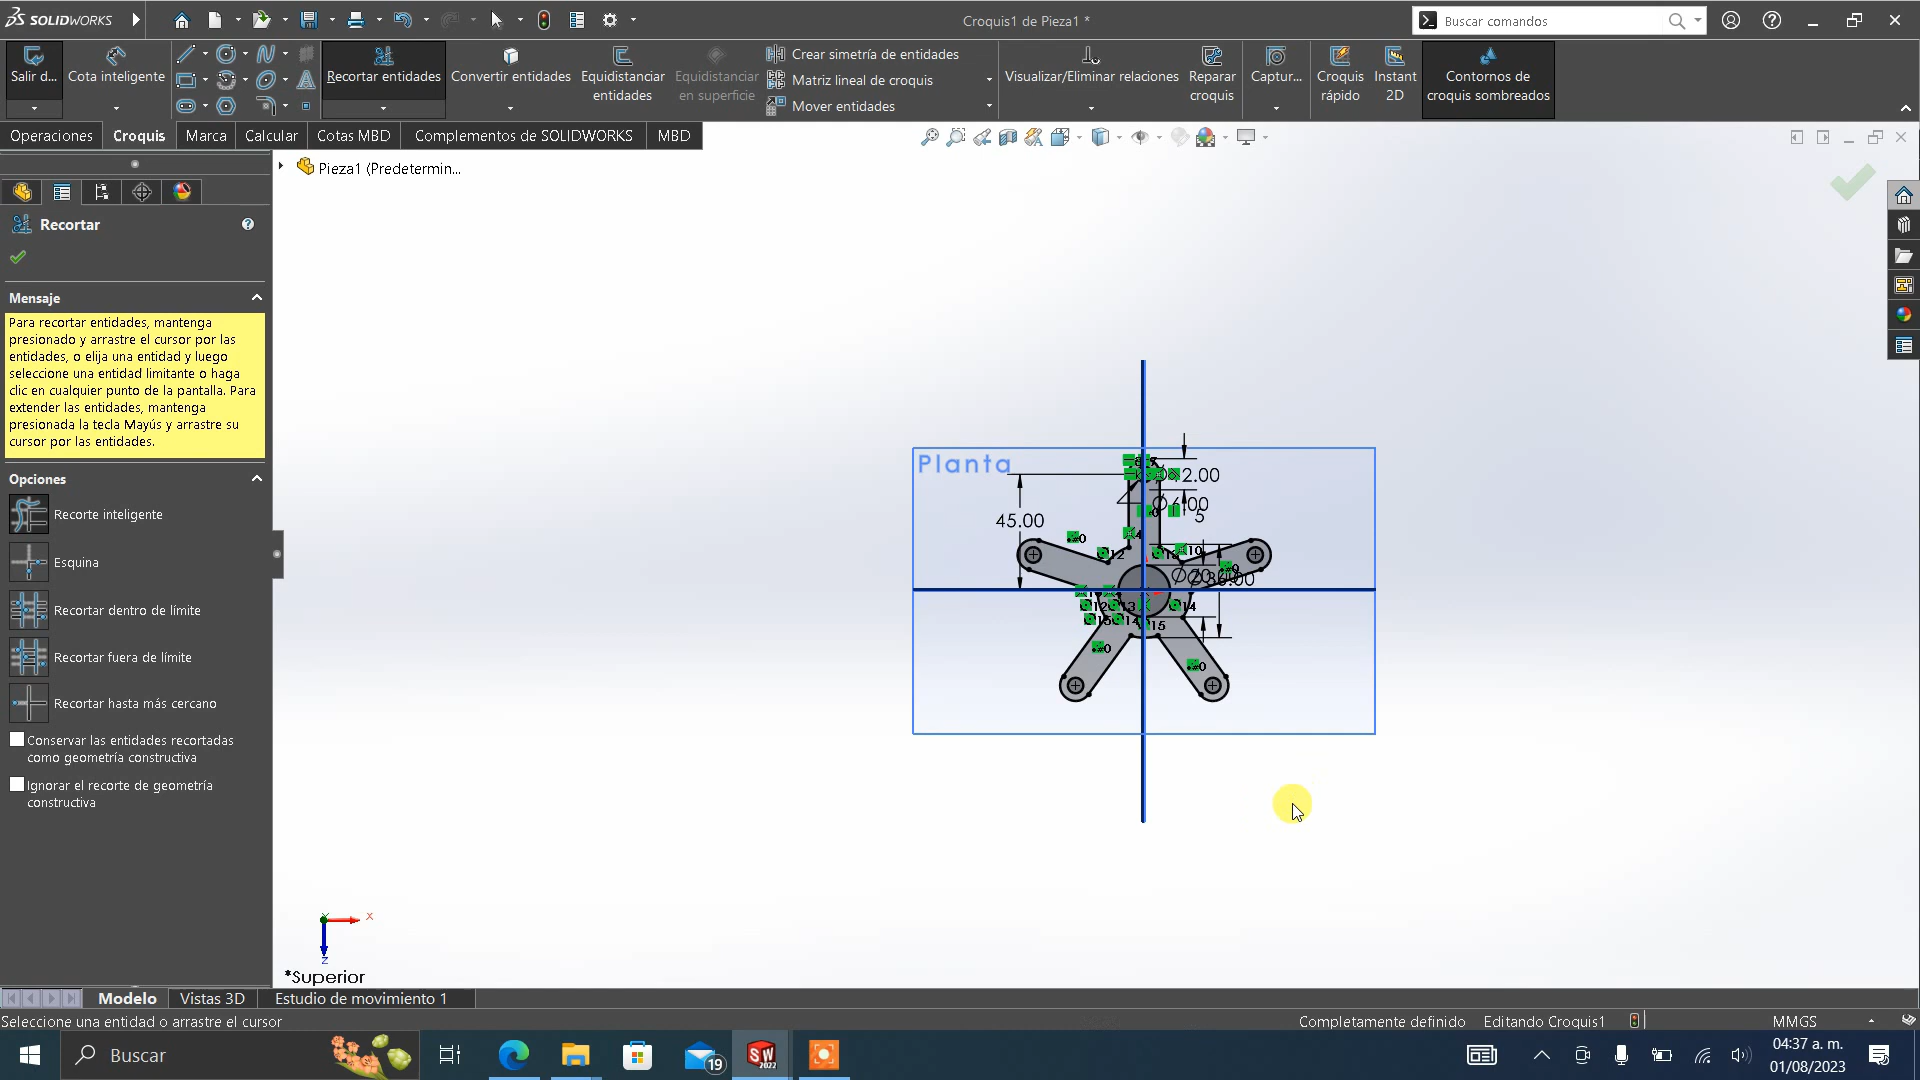 SOLIDWORKS
Croquis1 de Pieza1 *
Buscar comandos
Salir d...
Cota inteligente
Recortar entidades
Convertir entidades
Equidistanciar
entidades
Equidistanciar
en superficie
Crear simetría de entidades
Matriz lineal de croquis
Mover entidades
Visualizar/Eliminar relaciones
Reparar
croquis
Captur...
Croquis
rápido
Instant
2D
Contornos de
croquis sombreados
Operaciones
Croquis
Marca
Calcular
Cotas MBD
Complementos de SOLIDWORKS
MBD
Pieza1 (Predetermin...
Recortar
Mensaje
Para recortar entidades, mantenga
presionado y arrastre el cursor por las
entidades, o elija una entidad y luego
seleccione una entidad limitante o haga
clic en cualquier punto de la pantalla. Para
extender las entidades, mantenga
presionada la tecla Mayús y arrastre su
cursor por las entidades.
Opciones
Recorte inteligente
Esquina
Recortar dentro de límite
Recortar fuera de límite
Recortar hasta más cercano
Conservar las entidades recortadas
como geometría constructiva
Ignorar el recorte de geometría
constructiva
Planta
45.00
5
X
Z
*Superior
Modelo
Vistas 3D
Estudio de movimiento 1
Seleccione una entidad o arrastre el cursor
Completamente definido
Editando Croquis1
MMGS
Buscar
19
SW
2022
04:37 a. m.
01/08/2023